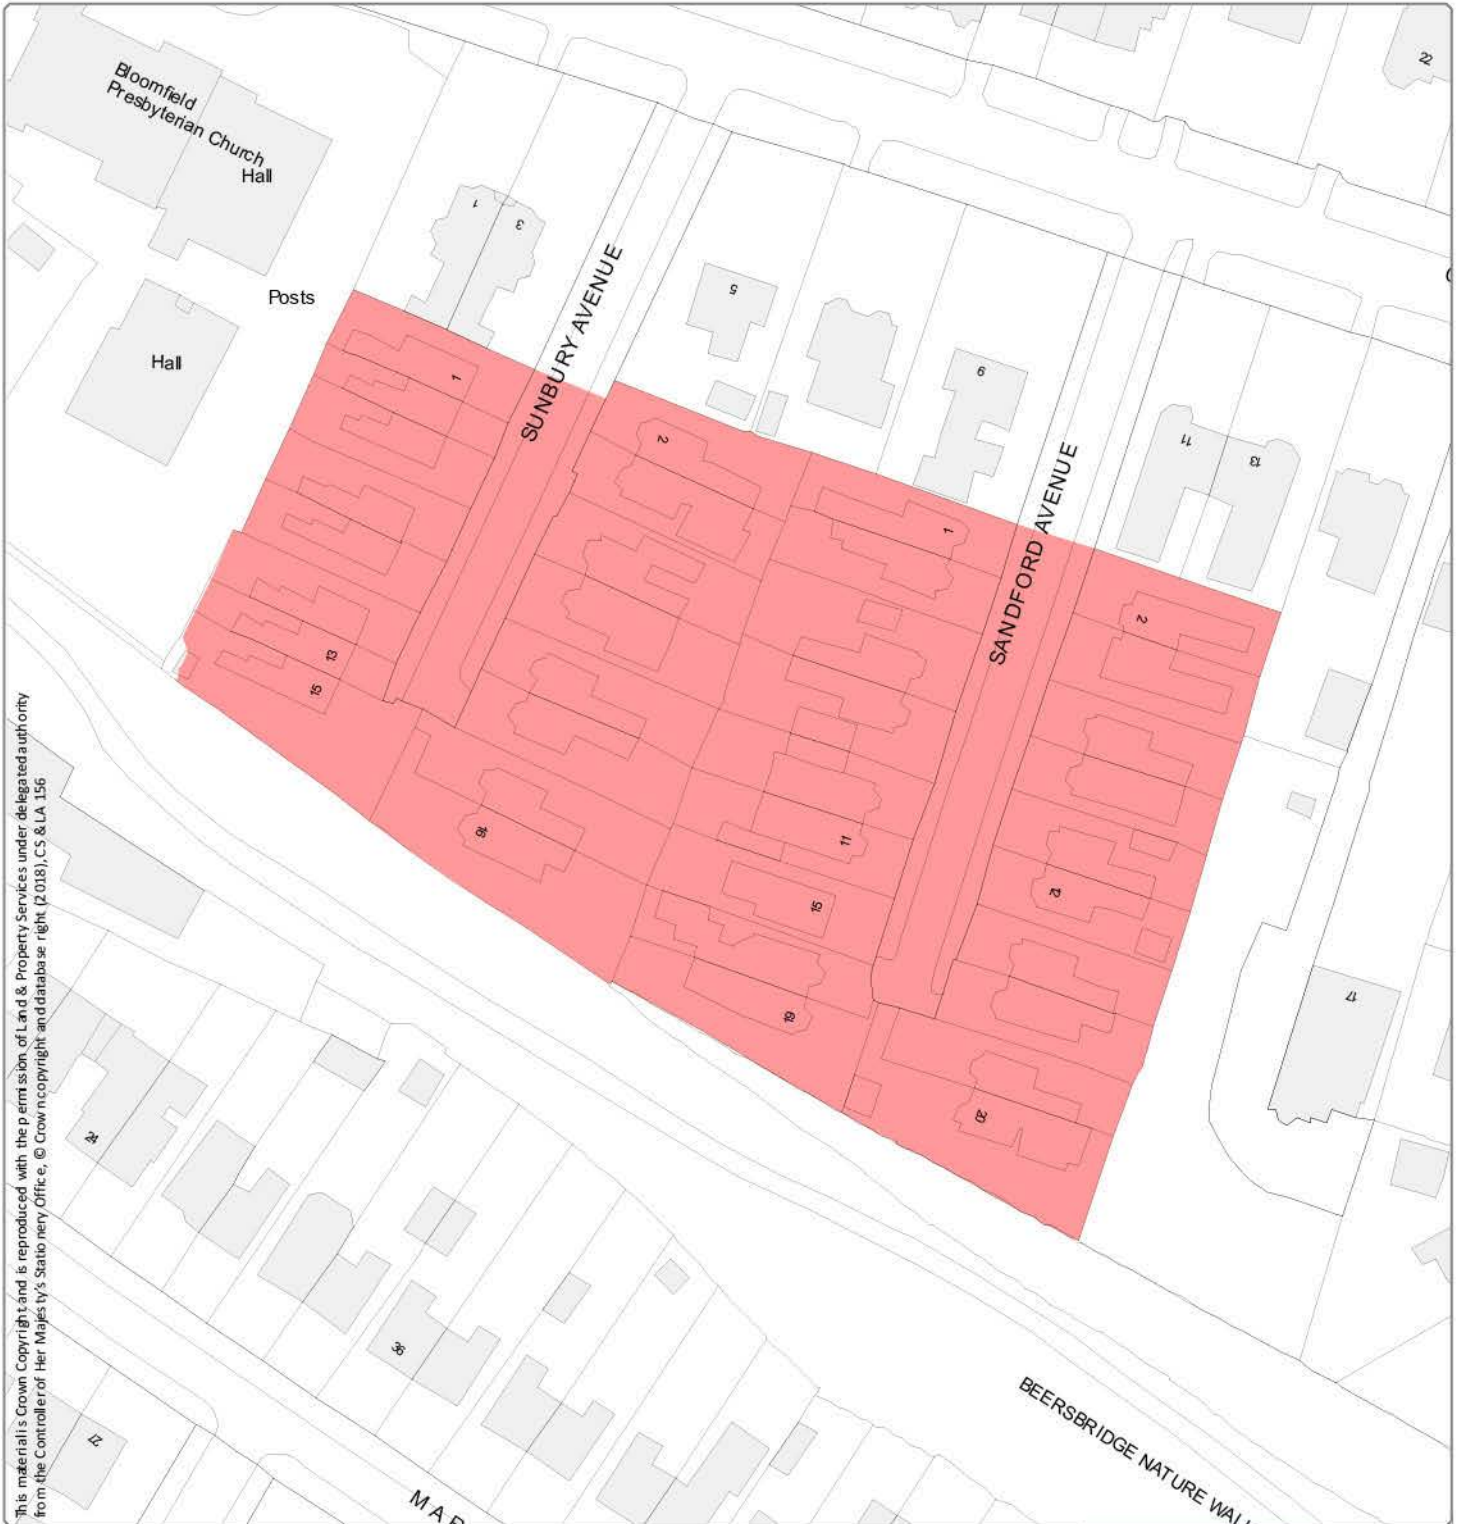 22
Bloomfield
Presbyterian Church
Hall
1
3
Posts
5
Hall
SUNBURY AVENUE
9
1
2
11
13
1
SANDFORD AVENUE
2
13
15
16
11
12
15
17
19
20
24
36
27
BEERSBRIDGE NATURE
This material is Crown Copyright and is reproduced with the permission of Land & Property Services under delegated authority
from the Controller of Her Majesty's Stationery Office, © Crown copyright and database right (2018), CS & LA 156